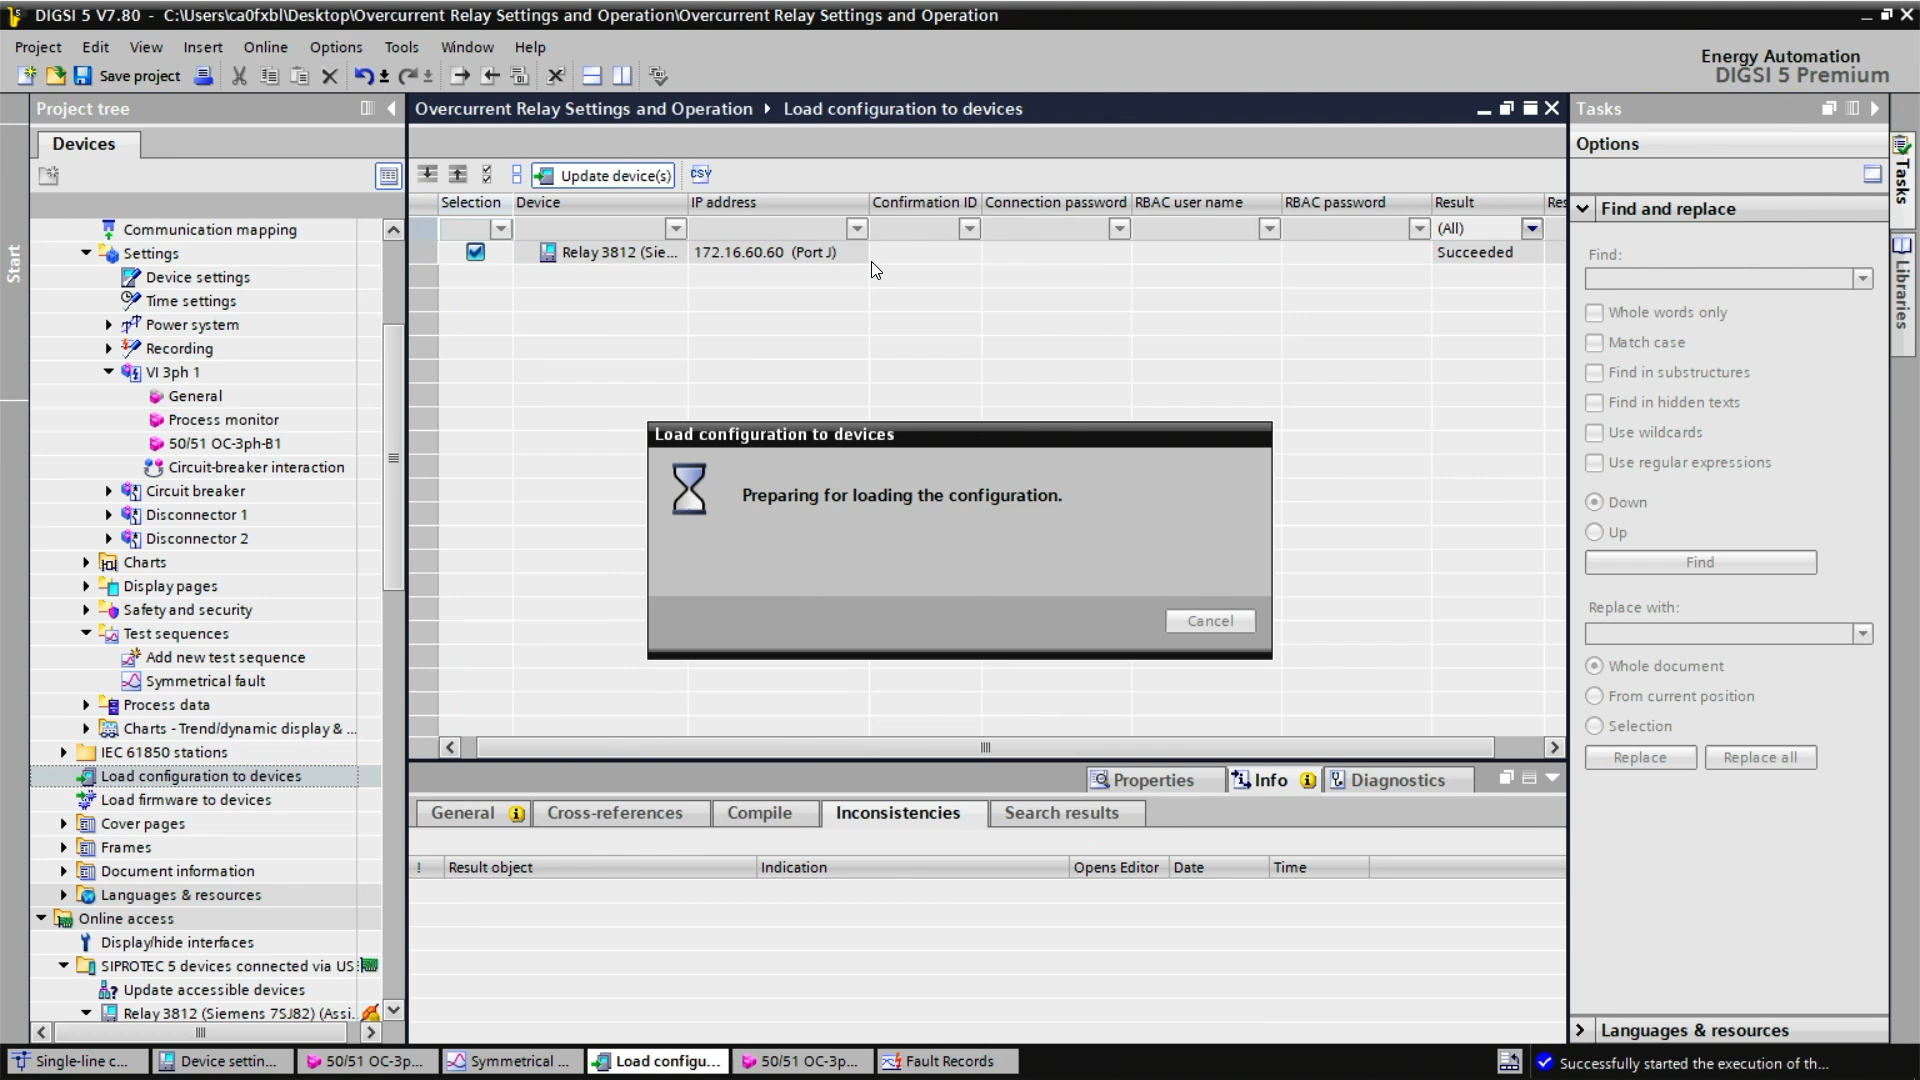 DIGSI 5 V7.80 - C:\Users\ca0fxbl\Desktop\Overcurrent Relay Settings and Operation\Overcurrent Relay Settings and Operation
Project Edit View Insert Online Options Tools Window Help
Energy Automation
DIGSI 5 Premium
Save project
Project tree
Overcurrent Relay Settings and Operation
Load configuration to devices
Tasks
Devices
Options
Update device(s)
CSV
Selection Device IP address Confirmation ID Connection password RBAC user name RBAC password Result Res
(All)
Relay 3812 (Sie... 172.16.60.60 (Port J) Succeeded
Start
Communication mapping
Settings
Device settings
Time settings
Power system
Recording
VI 3ph 1
General
Process monitor
50/51 OC-3ph-B1
Circuit-breaker interaction
Circuit breaker
Disconnector 1
Disconnector 2
Charts
Display pages
Safety and security
Test sequences
Add new test sequence
Symmetrical fault
Process data
Charts - Trend/dynamic display & ...
IEC 61850 stations
Load configuration to devices
Load firmware to devices
Cover pages
Frames
Document information
Languages & resources
Online access
Display/hide interfaces
SIPROTEC 5 devices connected via US
Update accessible devices
Relay 3812 (Siemens 7SJ82) (Assi...
Load configuration to devices
Preparing for loading the configuration.
Cancel
Properties Info Diagnostics
General Cross-references Compile Inconsistencies Search results
! Result object Indication Opens Editor Date Time
Find and replace
Find:
Whole words only
Match case
Find in substructures
Find in hidden texts
Use wildcards
Use regular expressions
Down
Up
Find
Replace with:
Whole document
From current position
Selection
Replace Replace all
Languages & resources
Tasks
Libraries
Single-line c... Device settin... 50/51 OC-3p... Symmetrical ... Load configu... 50/51 OC-3p... Fault Records
Successfully started the execution of th...